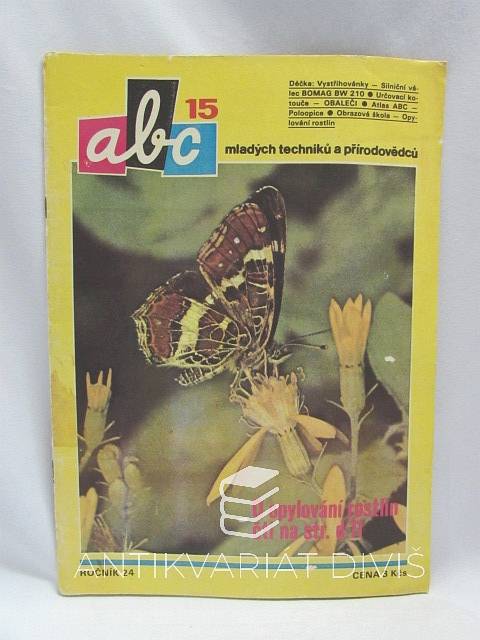 Déčka: Vystřihovánky – Silniční vá-
lec BOMAG BW 210 ● Určovací ko-
touče – OBALEČI ● Atlas ABC –
Poloopice ● Obrazová škola – Opy-
lování rostlin
abc 15
mladých techniků a přírodovědců
O opylování rostlin
čti na str.
ANTIKVARIÁT DIVIŠ
ROČNÍK 24
CENA 3 Kčs